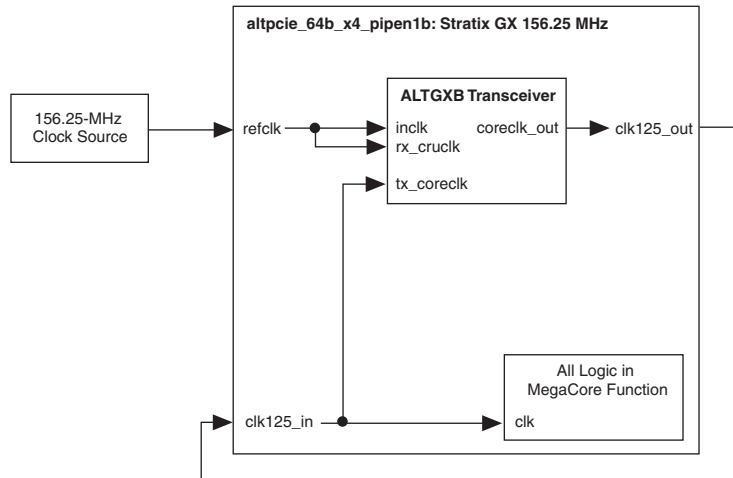 altpcie_64b_x4_pipen1b: Stratix GX 156.25 MHz
156.25-MHz
Clock Source
refclk
ALTGXB Transceiver
inclk
coreclk_out
rx_cruclk
tx_coreclk
clk125_out
All Logic in
MegaCore Function
clk
clk125_in